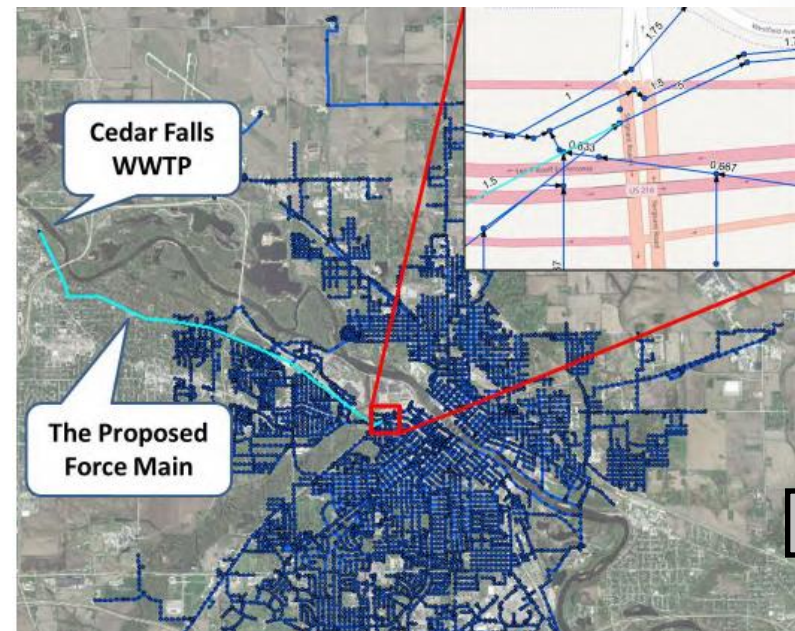 Cedar Falls
WWTP
The Proposed
Force Main
1.75
1
1.5
0.833
0.667
US 218
1.5